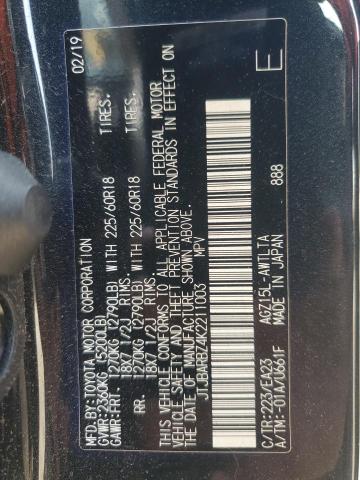 MFD.BY:TOYOTA MOTOR CORPORATION 02/19
GVWR:2360KG (5200LB)
GAWR:FRT. 1270KG (2790LB) WITH 225/60R18 TIRES.
18X7 1/2J RIMS.
RR. 1270KG (2790LB) WITH 225/60R18 TIRES.
18X7 1/2J RIMS.
THIS VEHICLE CONFORMS TO ALL APPLICABLE FEDERAL MOTOR
VEHICLE SAFETY AND THEFT PREVENTION STANDARDS IN EFFECT ON
THE DATE OF MANUFACTURE SHOWN ABOVE.
JTJBARBZ4K2211003 MPV
E
C/TR:223/EA23 AGZ15L-AWTLTA
A/TM:-01A/U661F MADE IN JAPAN 888